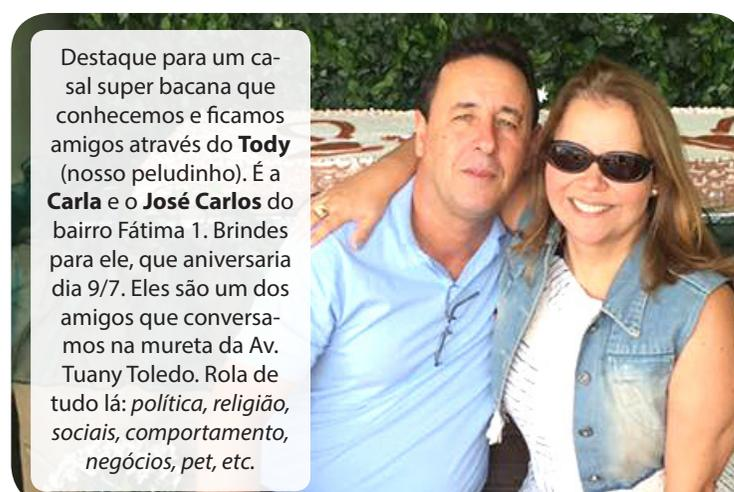 Destaque para um ca-
sal super bacana que
conhecemos e ficamos
amigos através do Tody
(nosso peludinho). É a
Carla e o José Carlos do
bairro Fátima 1. Brindes
para ele, que aniversaria
dia 9/7. Eles são um dos
amigos que conversa-
mos na mureta da Av.
Tuany Toledo. Rola de
tudo lá: política, religião,
sociais, comportamento,
negócios, pet, etc.